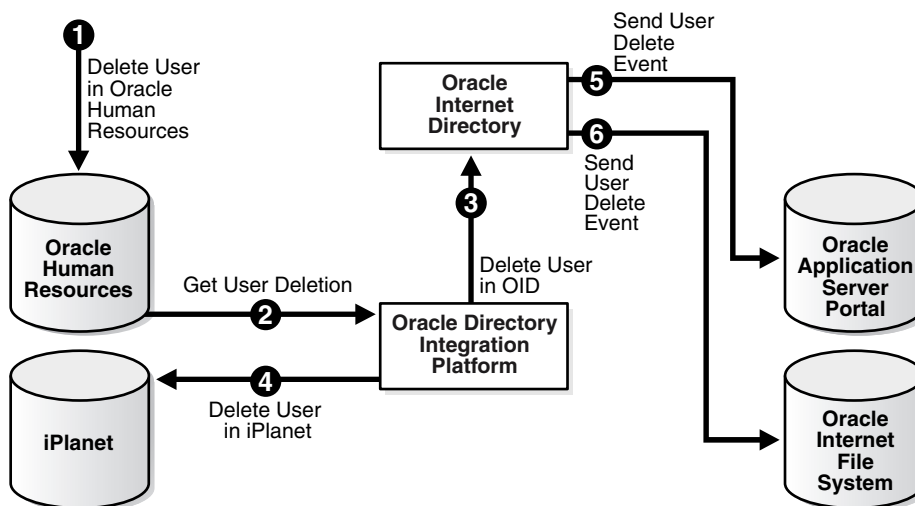 1
Delete User
in Oracle
Human
Resources
Oracle
Human
Resources
Get User Deletion
2
Oracle Directory
Integration
Platform
3
Delete User
in OID
Oracle
Internet
Directory
4
Delete User
in iPlanet
iPlanet
Send User
Delete
Event
5
6
Send
User
Delete
Event
Oracle
Application
Server
Portal
Oracle
Internet
File
System